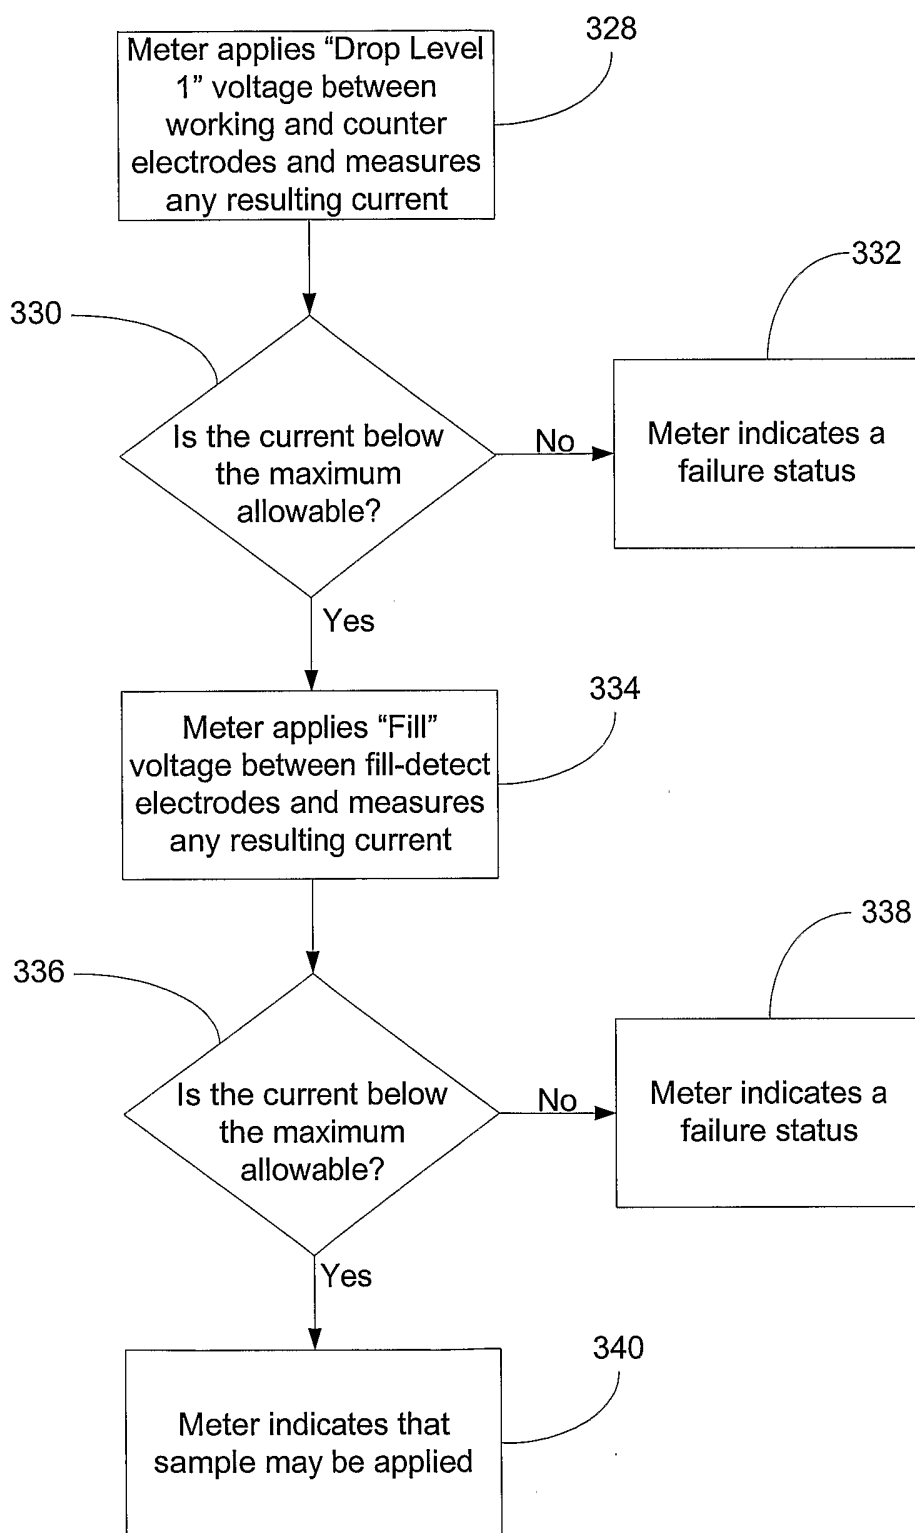 328
Meter applies “Drop Level
1” voltage between
working and counter
electrodes and measures
any resulting current
332
330
Is the current below
the maximum
allowable?
No
Meter indicates a
failure status
Yes
334
Meter applies “Fill”
voltage between fill-detect
electrodes and measures
any resulting current
338
336
Is the current below
the maximum
allowable?
No
Meter indicates a
failure status
Yes
340
Meter indicates that
sample may be applied